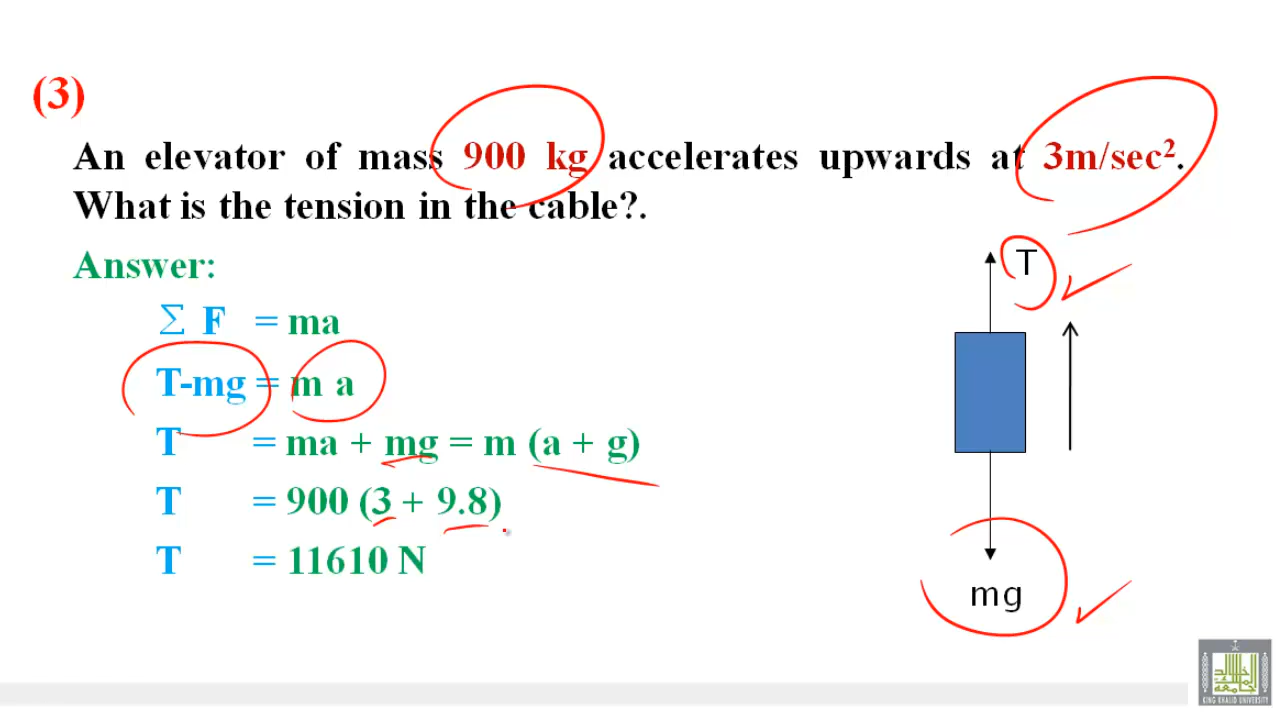 (3)
An elevator of mass 900 kg accelerates upwards at 3m/sec².
What is the tension in the cable?.
Answer:
∑ F = ma
T-mg = m a
T = ma + mg = m (a + g)
T = 900 (3 + 9.8)
T = 11610 N
T
mg
KING KHALID UNIVERSITY